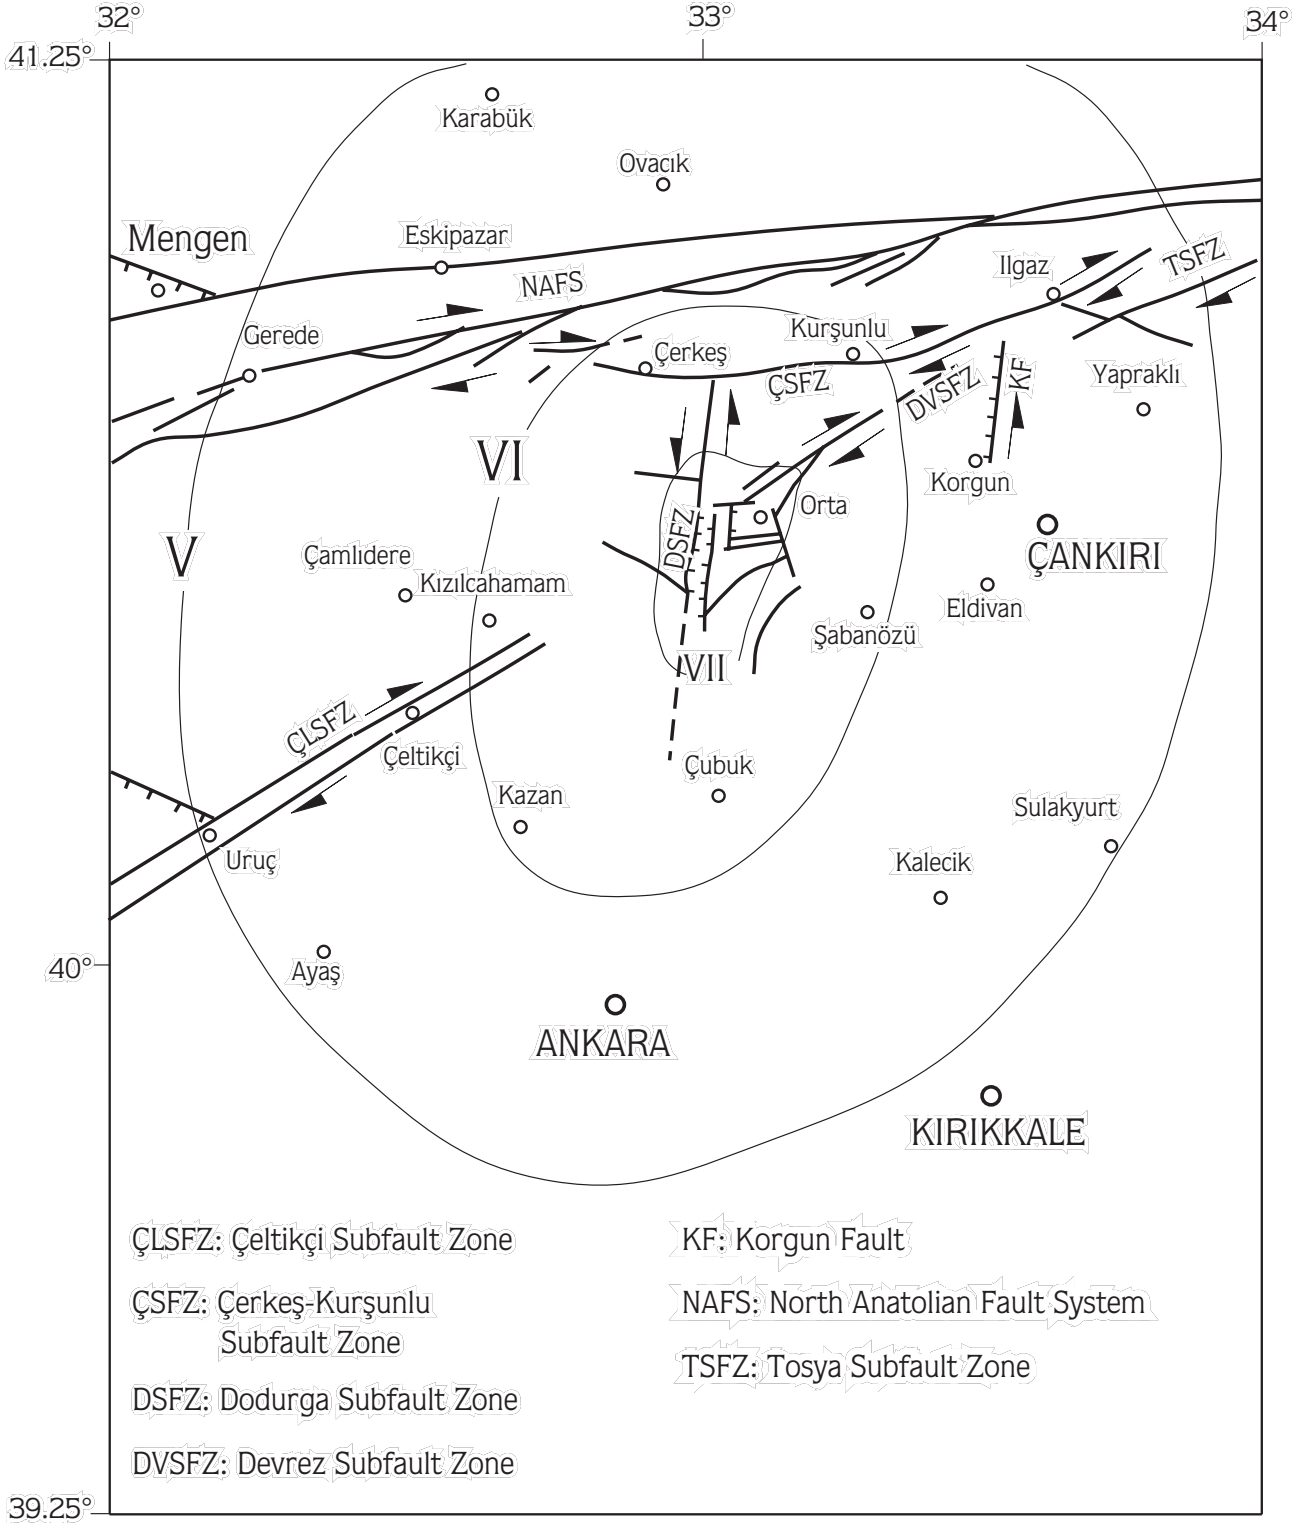 32°
33°
34°
41.25°
Karabük
Ovacık
Mengen
Eskipazar
NAFS
Ilgaz
TSFZ
Gerede
Çerkeş
Kurşunlu
ÇSFZ
DVSFZ
KF
Yapraklı
VI
Korgun
Orta
DSFZ
V
ÇANKIRI
Çamlıdere
Kızılcahamam
Eldivan
Şabanözü
VII
ÇLSFZ
Çeltikçi
Çubuk
Kazan
Sulakyurt
Uruç
Kalecik
40°
Ayaş
ANKARA
KIRIKKALE
ÇLSFZ: Çeltikçi Subfault Zone
ÇSFZ: Çerkeş-Kurşunlu
Subfault Zone
DSFZ: Dodurga Subfault Zone
DVSFZ: Devrez Subfault Zone
KF: Korgun Fault
NAFS: North Anatolian Fault System
TSFZ: Tosya Subfault Zone
39.25°